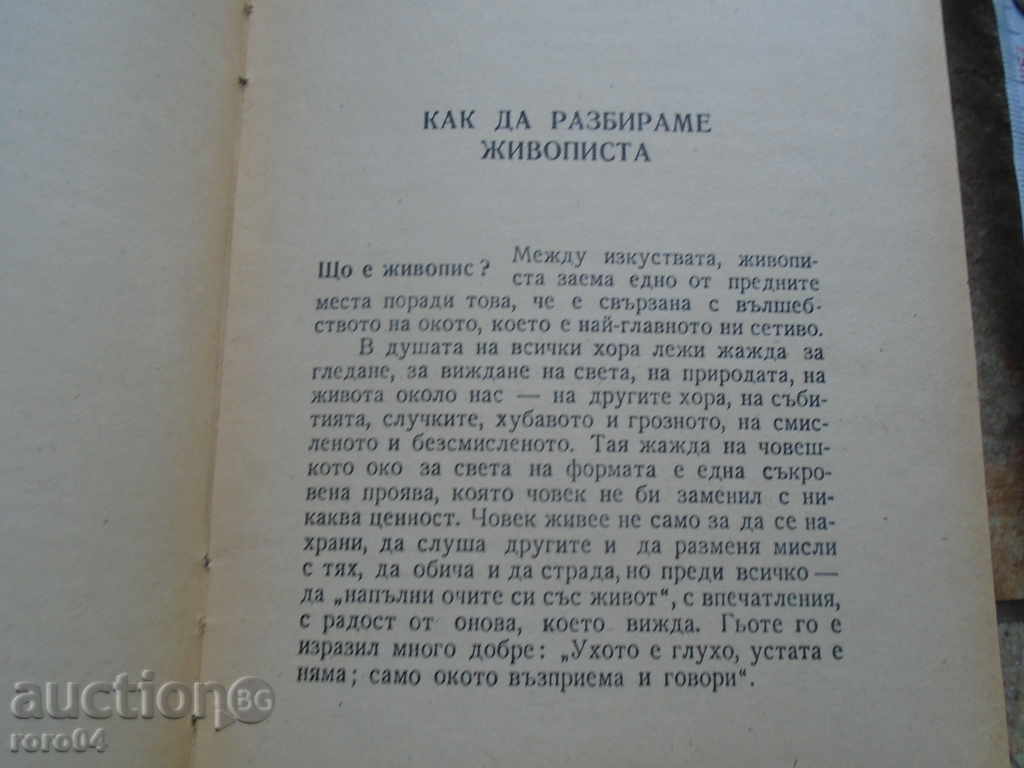 КАК ДА РАЗБИРАМЕ
ЖИВОПИСТА
Що е живопис? Между изкуствата, живопи-
ста заема едно от предните
места поради това, че е свързана с вълшеб-
ството на окото, което е най-главното ни сетиво.
В душата на всички хора лежи жажда за
гледане, за виждане на света, на природата, на
живота около нас — на другите хора, на съби-
тията, случките, хубавото и грозното, на смис-
леното и безсмисленото. Тая жажда на човеш-
кото око за света на формата е една съкро-
вена проява, която човек не би заменил с ни-
каква ценност. Човек живее не само за да се на-
храни, да слуша другите и да разменя мисли
с тях, да обича и да страда, но преди всичко —
да „напълни очите си със живот“, с впечатления,
с радост от онова, което вижда. Гьоте го е
изразил много добре: „Ухото е глухо, устата е
няма; само окото възприема и говори“.
auctionBG
roro04